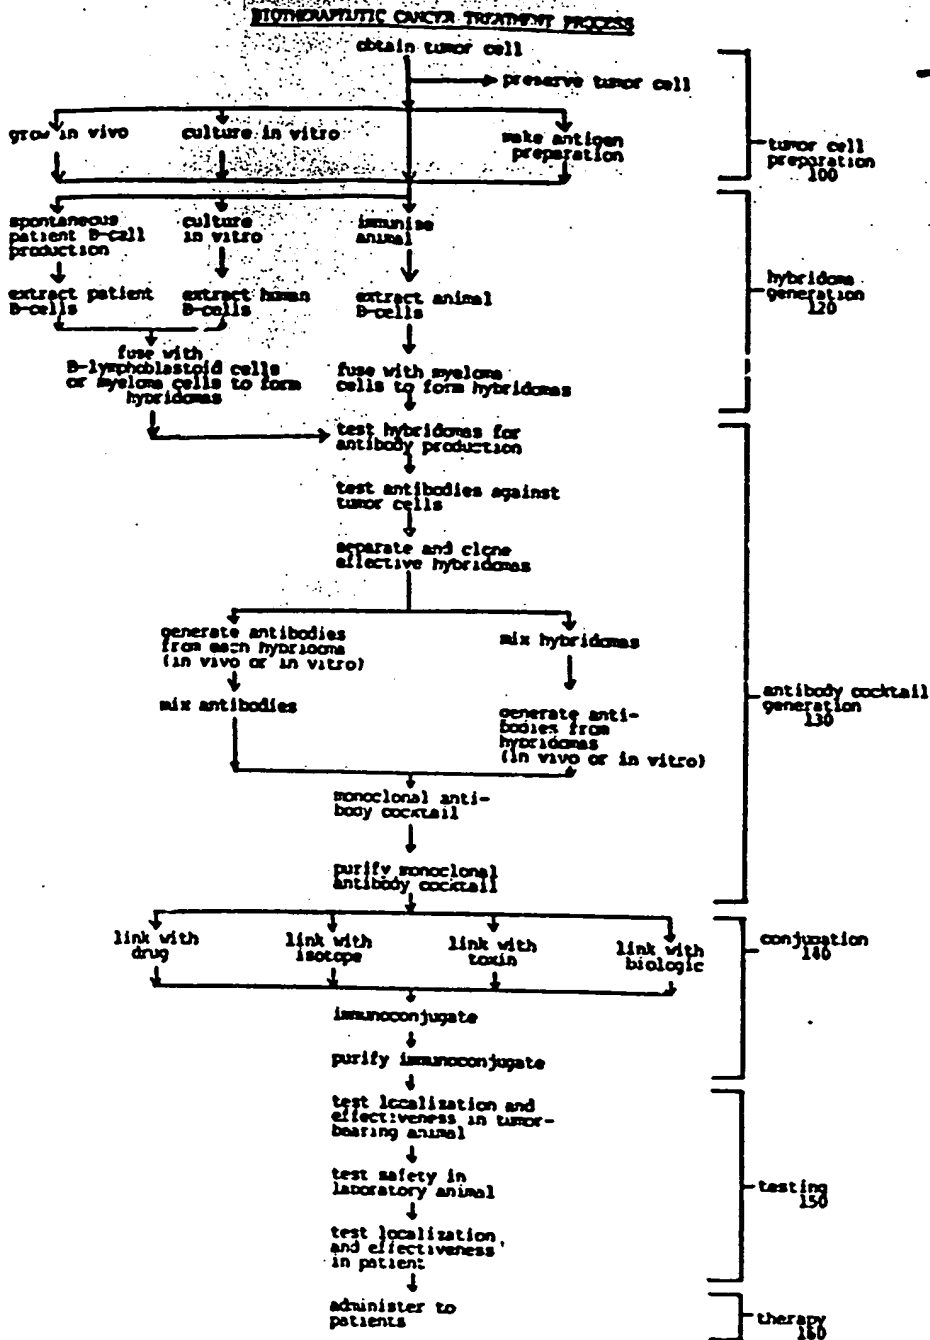 BIOTHERAPEUTIC CANCER TREATMENT PROCESS
obtain tumor cell
preserve tumor cell
grow in vivo
culture in vitro
make antigen
preparation
tumor cell
preparation
100
spontaneous
patient B-cell
production
culture
in vitro
immunise
animal
extract patient
B-cells
extract human
B-cells
extract animal
B-cells
hybridoma
generation
120
fuse with
B-lymphoblastoid cells
or myeloma cells to form
hybridomas
fuse with myeloma
cells to form hybridomas
test hybridomas for
antibody production
test antibodies against
tumor cells
separate and clone
effective hybridomas
generate antibodies
from each hybridoma
(in vivo or in vitro)
mix hybridomas
mix antibodies
generate anti-
bodies from
hybridomas
(in vivo or in vitro)
antibody cocktail
generation
130
monoclonal anti-
body cocktail
purify monoclonal
antibody cocktail
link with
drug
link with
isotope
link with
toxin
link with
biologic
conjugation
140
immunoconjugate
purify immunoconjugate
test localization and
effectiveness in tumor-
bearing animal
test safety in
laboratory animal
test localization
and effectiveness
in patient
testing
150
administer to
patients
therapy
160